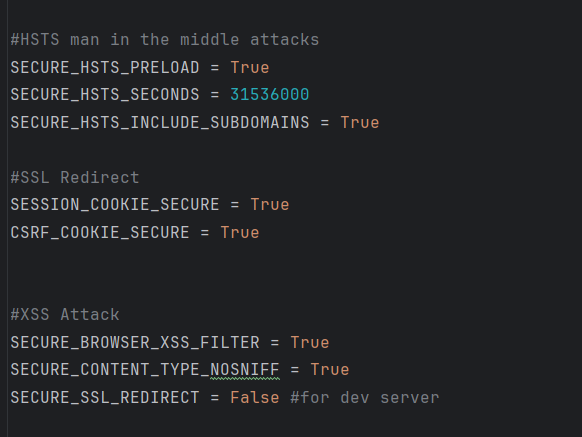 #HSTS man in the middle attacks
SECURE_HSTS_PRELOAD = True
SECURE_HSTS_SECONDS = 31536000
SECURE_HSTS_INCLUDE_SUBDOMAINS = True
#SSL Redirect
SESSION_COOKIE_SECURE = True
CSRF_COOKIE_SECURE = True
#XSS Attack
SECURE_BROWSER_XSS_FILTER = True
SECURE_CONTENT_TYPE_NOSNIFF = True
SECURE_SSL_REDIRECT = False #for dev server